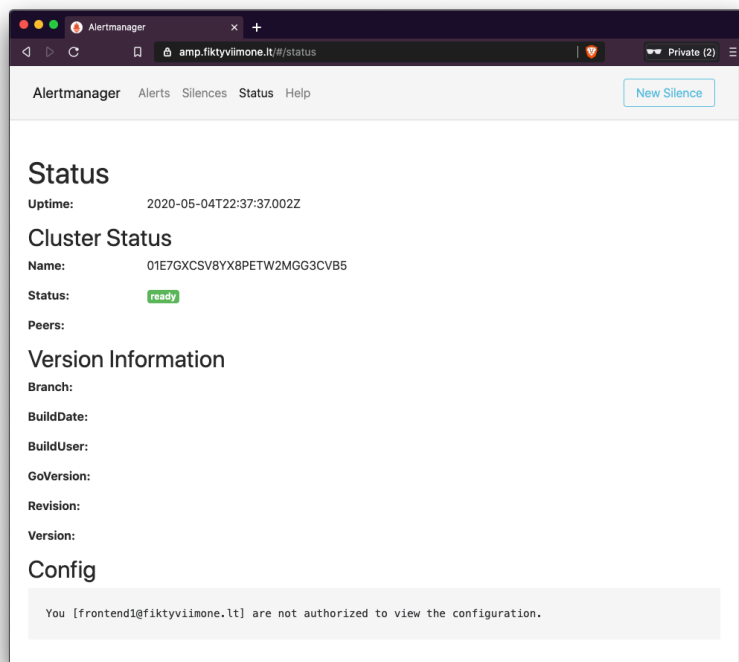 Alertmanager
amp.fiktyviimone.lt/#/status
Private (2)
Alertmanager Alerts Silences Status Help New Silence
Status
Uptime: 2020-05-04T22:37:37.002Z
Cluster Status
Name: 01E7GXCSV8YX8PETW2MGG3CVB5
Status: ready
Peers:
Version Information
Branch:
BuildDate:
BuildUser:
GoVersion:
Revision:
Version:
Config
You [frontend1@fiktyviimone.lt] are not authorized to view the configuration.